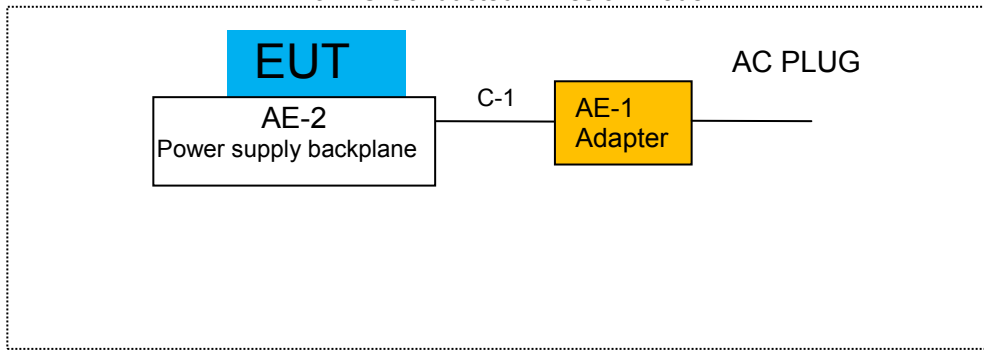 EUT
AC PLUG
C-1
AE-2
Power supply backplane
AE-1
Adapter